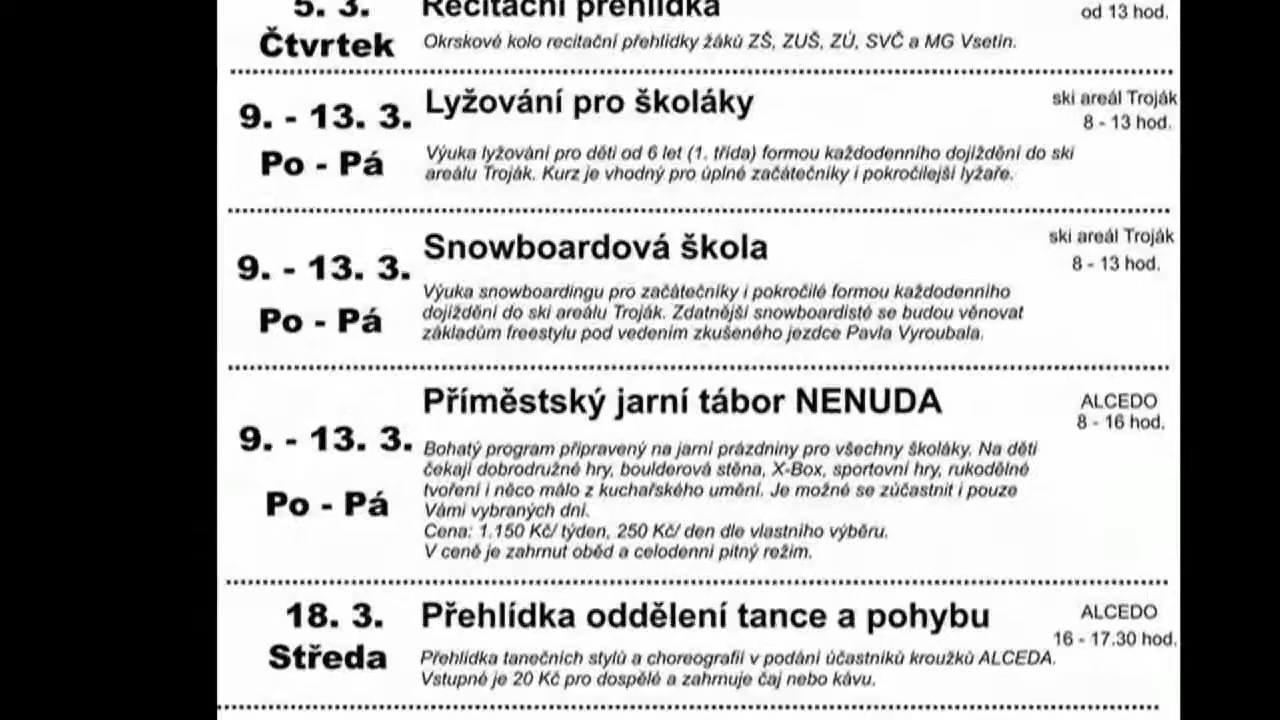 5. 3. Recitační přehlídka od 13 hod.
Čtvrtek Okrskové kolo recitační přehlídky žáků ZŠ, ZUŠ, ZÚ, SVČ a MG Vsetín.
9. - 13. 3. Lyžování pro školáky ski areál Troják
8 - 13 hod.
Po - Pá Výuka lyžování pro děti od 6 let (1. třída) formou každodenního dojíždění do ski
areálu Troják. Kurz je vhodný pro úplné začátečníky i pokročilejší lyžaře.
9. - 13. 3. Snowboardová škola ski areál Troják
8 - 13 hod.
Po - Pá Výuka snowboardingu pro začátečníky i pokročilé formou každodenního
dojíždění do ski areálu Troják. Zdatnější snowboardisté se budou věnovat
základům freestylu pod vedením zkušeného jezdce Pavla Vyroubala.
Příměstský jarní tábor NENUDA ALCEDO
8 - 16 hod.
9. - 13. 3. Bohatý program připravený na jarní prázdniny pro všechny školáky. Na děti
čekají dobrodružné hry, boulderová stěna, X-Box, sportovní hry, rukodělné
tvoření i něco málo z kuchařského umění. Je možné se zúčastnit i pouze
Po - Pá Vámi vybraných dní.
Cena: 1.150 Kč/ týden, 250 Kč/ den dle vlastního výběru.
V ceně je zahrnut oběd a celodenní pitný režim.
18. 3. Přehlídka oddělení tance a pohybu ALCEDO
16 - 17.30 hod.
Středa Přehlídka tanečních stylů a choreografií v podání účastníků kroužků ALCEDA.
Vstupné je 20 Kč pro dospělé a zahrnuje čaj nebo kávu.